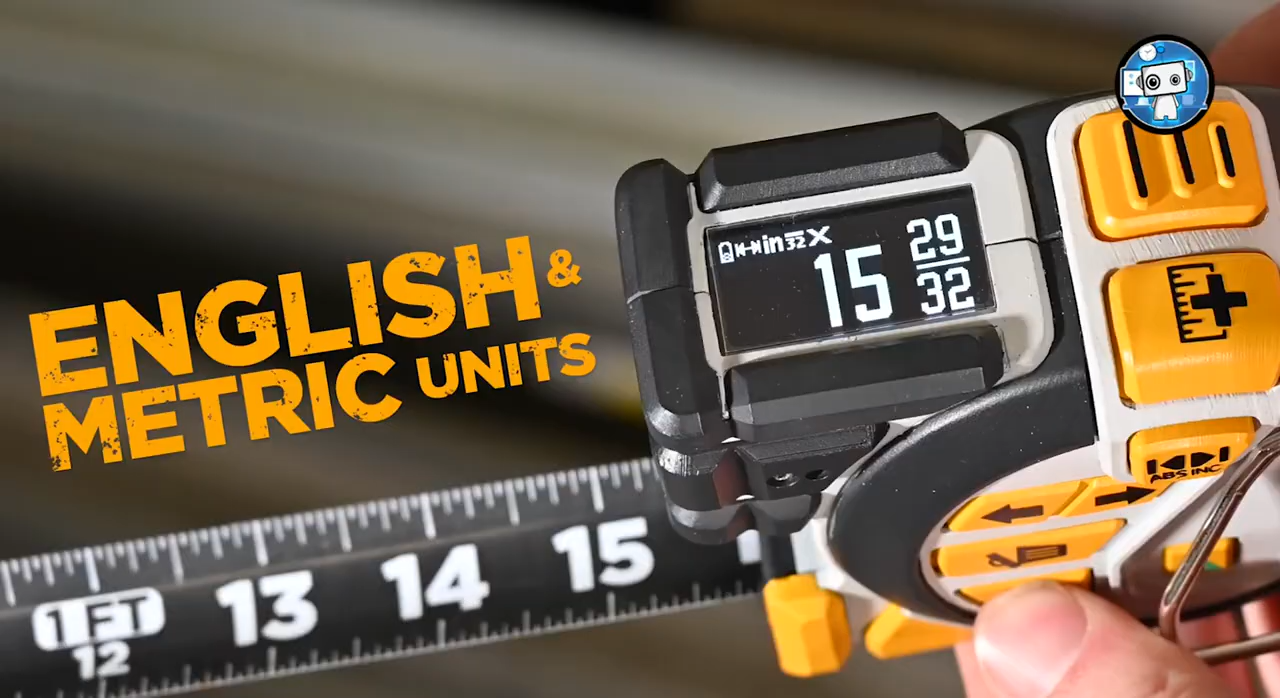 ENGLISH &
METRIC UNITS
in 32 X
15 29
32
ABS INC
1 FT
12
13
14
15